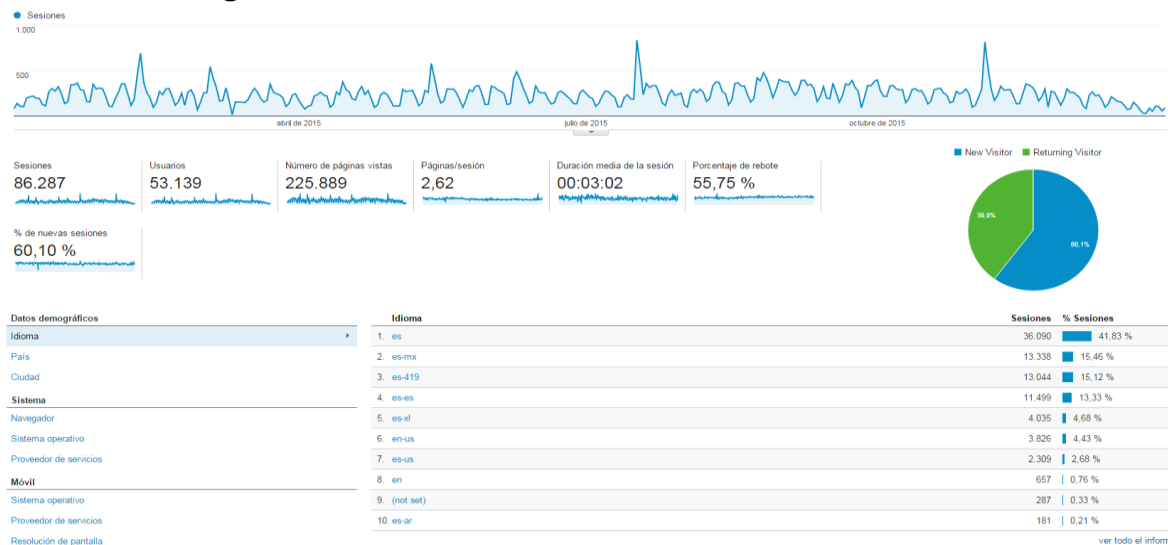 Sesiones
1.000
500
abril de 2015 julio de 2015 octubre de 2015
New Visitor Returning Visitor
Sesiones Usuarios Número de páginas vistas Páginas/sesión Duración media de la sesión Porcentaje de rebote
86.287 53.139 225.889 2,62 00:03:02 55,75 %
39,9%
60,1%
% de nuevas sesiones
60,10 %
Datos demográficos Idioma Sesiones % Sesiones
Idioma 1. es 36.090 41,83 %
País 2. es-mx 13.338 15,46 %
Ciudad 3. es-419 13.044 15,12 %
Sistema 4. es-es 11.499 13,33 %
Navegador 5. es-xl 4.035 4,68 %
Sistema operativo 6. en-us 3.826 4,43 %
Proveedor de servicios 7. es-us 2.309 2,68 %
Móvil 8. en 657 0,76 %
Sistema operativo 9. (not set) 287 0,33 %
Proveedor de servicios 10. es-ar 181 0,21 %
Resolución de pantalla ver todo el inform